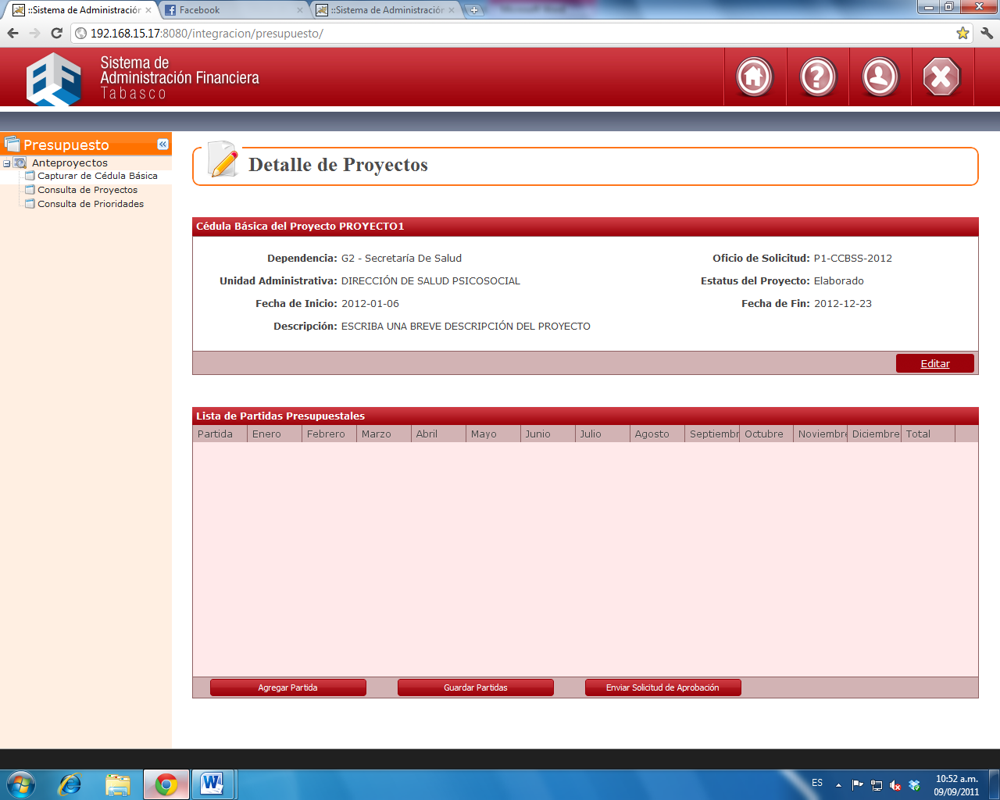 ::Sistema de Administración
Facebook
::Sistema de Administración
192.168.15.17:8080/integracion/presupuesto/
Sistema de
Administración Financiera
Tabasco
Presupuesto
Anteproyectos
Capturar de Cédula Básica
Consulta de Proyectos
Consulta de Prioridades
Detalle de Proyectos
Cédula Básica del Proyecto PROYECTO1
Dependencia: G2 - Secretaría De Salud
Oficio de Solicitud: P1-CCBSS-2012
Unidad Administrativa: DIRECCIÓN DE SALUD PSICOSOCIAL
Estatus del Proyecto: Elaborado
Fecha de Inicio: 2012-01-06
Fecha de Fin: 2012-12-23
Descripción: ESCRIBA UNA BREVE DESCRIPCIÓN DEL PROYECTO
Editar
Lista de Partidas Presupuestales
Partida Enero Febrero Marzo Abril Mayo Junio Julio Agosto Septiembr Octubre Noviembre Diciembre Total
Agregar Partida Guardar Partidas Enviar Solicitud de Aprobación
ES
10:52 a.m.
09/09/2011